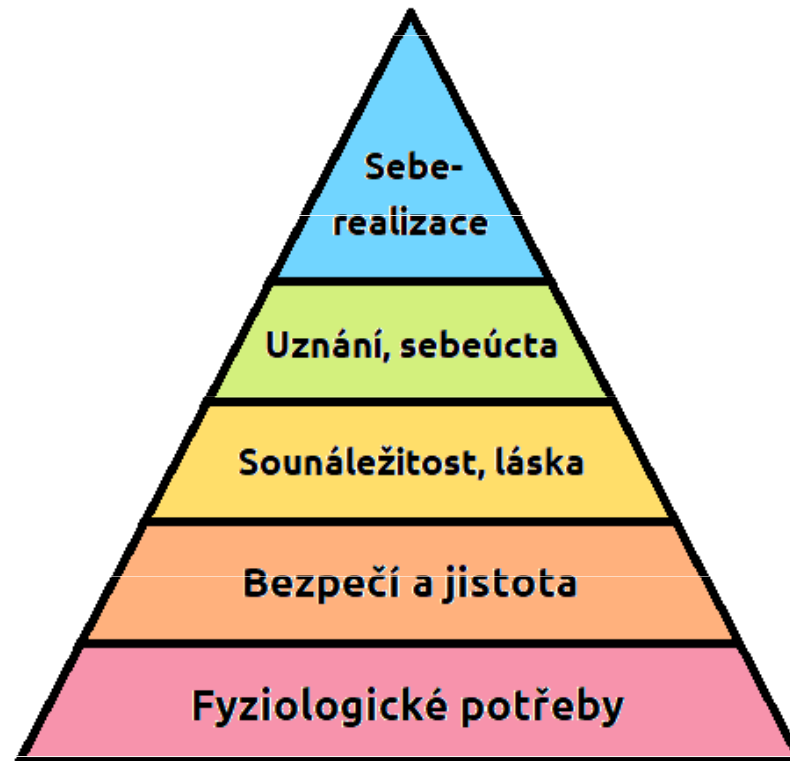 Sebe-
realizace
Uznání, sebeúcta
Sounáležitost, láska
Bezpečí a jistota
Fyziologické potřeby